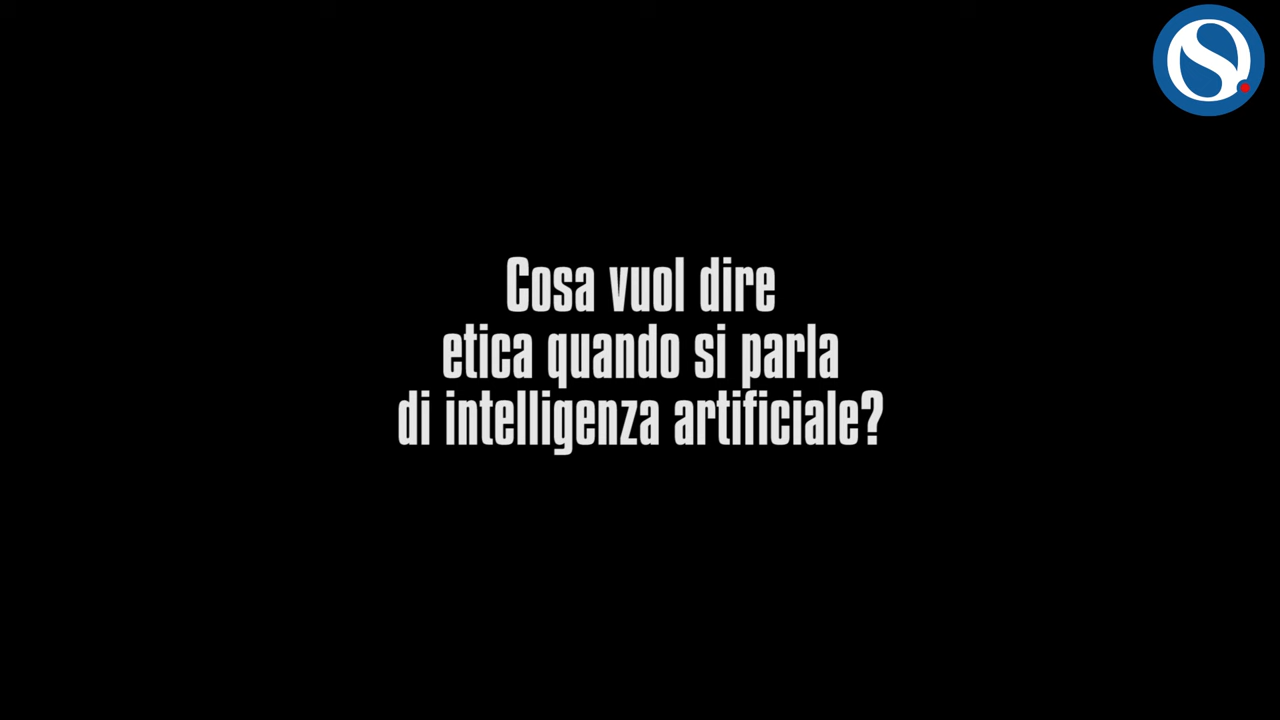 Cosa vuol dire
etica quando si parla
di intelligenza artificiale?